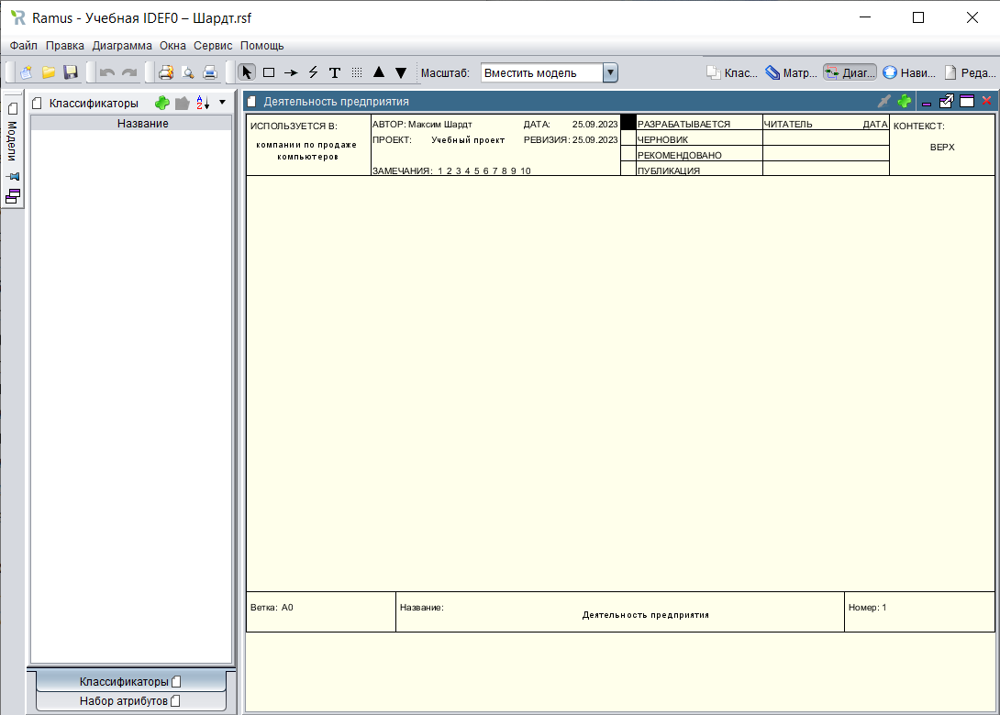 Ramus - Учебная IDEF0 – Шардт.rsf
Файл Правка Диаграмма Окна Сервис Помощь
T Масштаб: Вместить модель Клас... Матр... Диаг... Нави... Реда...
Модели
Классификаторы
Название
Деятельность предприятия
ИСПОЛЬЗУЕТСЯ В:
компании по продаже
компьютеров
АВТОР: Максим Шардт ДАТА: 25.09.2023
ПРОЕКТ: Учебный проект РЕВИЗИЯ: 25.09.2023
ЗАМЕЧАНИЯ: 1 2 3 4 5 6 7 8 9 10
РАЗРАБАТЫВАЕТСЯ
ЧЕРНОВИК
РЕКОМЕНДОВАНО
ПУБЛИКАЦИЯ
ЧИТАТЕЛЬ ДАТА
КОНТЕКСТ:
ВЕРХ
Ветка: A0
Название:
Деятельность предприятия
Номер: 1
Классификаторы
Набор атрибутов